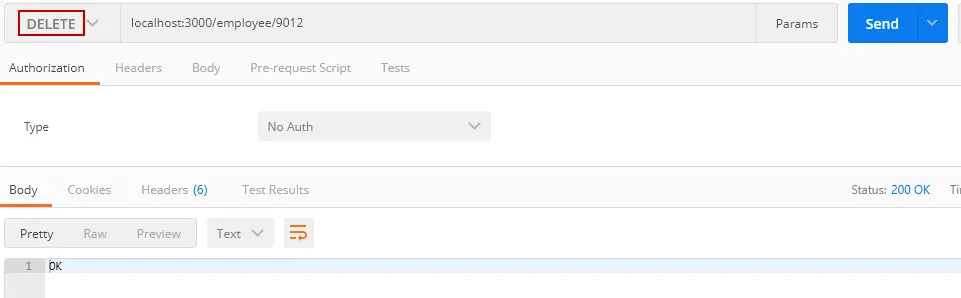 DELETE localhost:3000/employee/9012 Params Send
Authorization Headers Body Pre-request Script Tests
Type No Auth
Body Cookies Headers (6) Test Results Status: 200 OK
Pretty Raw Preview Text
1 OK